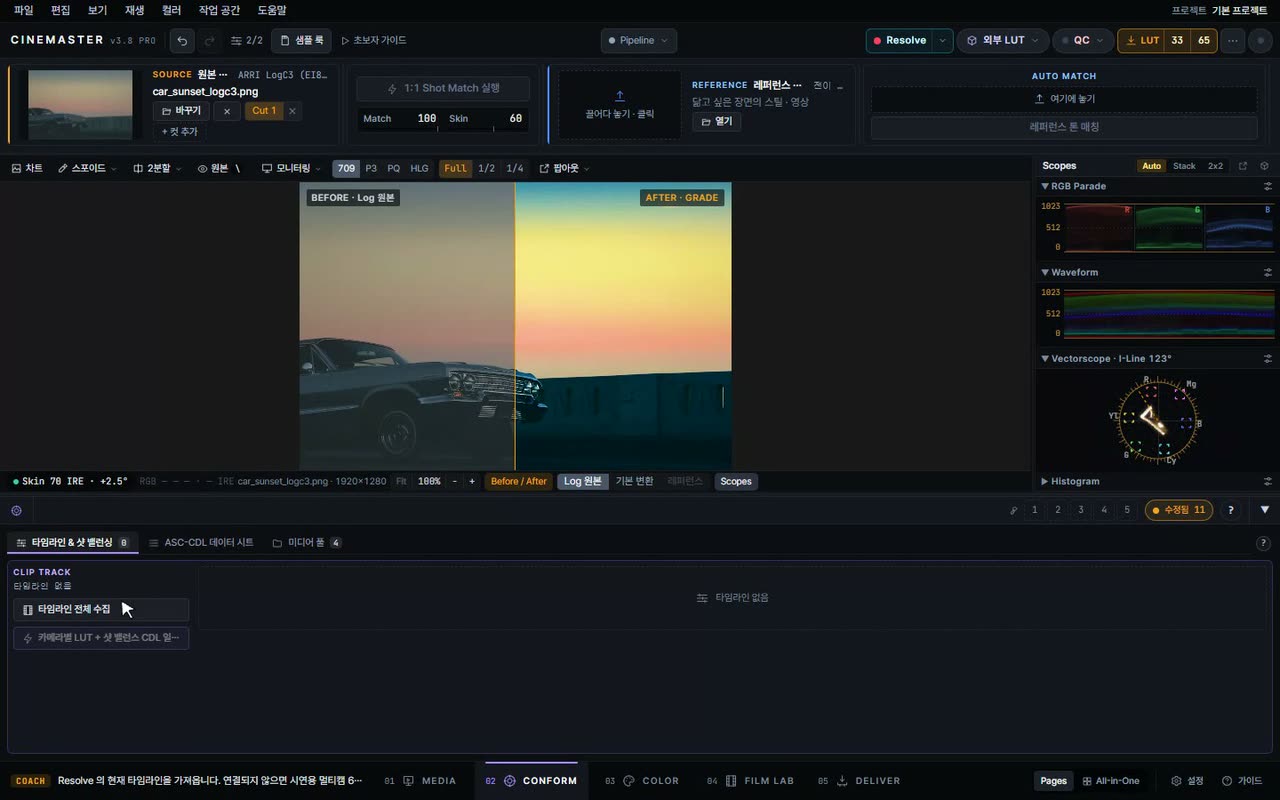 파일 편집 보기 재생 컬러 작업 공간 도움말 프로젝트 기본 프로젝트
CINEMASTER v3.8 PRO 2/2 샘플 룩 초보자 가이드 Pipeline Resolve 외부 LUT QC LUT 33 65 ···
SOURCE 원본 ··· ARRI LogC3 (EI8…
car_sunset_logc3.png
바꾸기 × Cut 1 ×
+ 컷 추가
1:1 Shot Match 실행
Match 100 Skin 60
끌어다 놓기 · 클릭
REFERENCE 레퍼런스 ··· 전이 …
닮고 싶은 장면의 스틸 · 영상
열기
AUTO MATCH
여기에 놓기
레퍼런스 톤 매칭
차트 스포이드 2분할 원본 \ 모니터링 709 P3 PQ HLG Full 1/2 1/4 팝아웃
BEFORE · Log 원본
AFTER · GRADE
Scopes Auto Stack 2x2
RGB Parade
1023
512
0
R G B
Waveform
1023
512
0
Vectorscope · I-Line 123°
R Mg
YL B
G Cy
Histogram
Skin 70 IRE · +2.5° RGB — — — · — IRE car_sunset_logc3.png · 1920×1280 Fit 100% - + Before / After Log 원본 기본 변환 레퍼런스 Scopes
1 2 3 4 5 수정됨 11 ?
타임라인 & 샷 밸런싱 0 ASC-CDL 데이터 시트 미디어 풀 4 ?
CLIP TRACK
타임라인 없음
타임라인 전체 수집
카메라별 LUT + 샷 밸런스 CDL 일···
타임라인 없음
COACH Resolve 의 현재 타임라인을 가져옵니다. 연결되지 않으면 시연용 멀티캠 6··· 01 MEDIA 02 CONFORM 03 COLOR 04 FILM LAB 05 DELIVER Pages All-in-One 설정 가이드